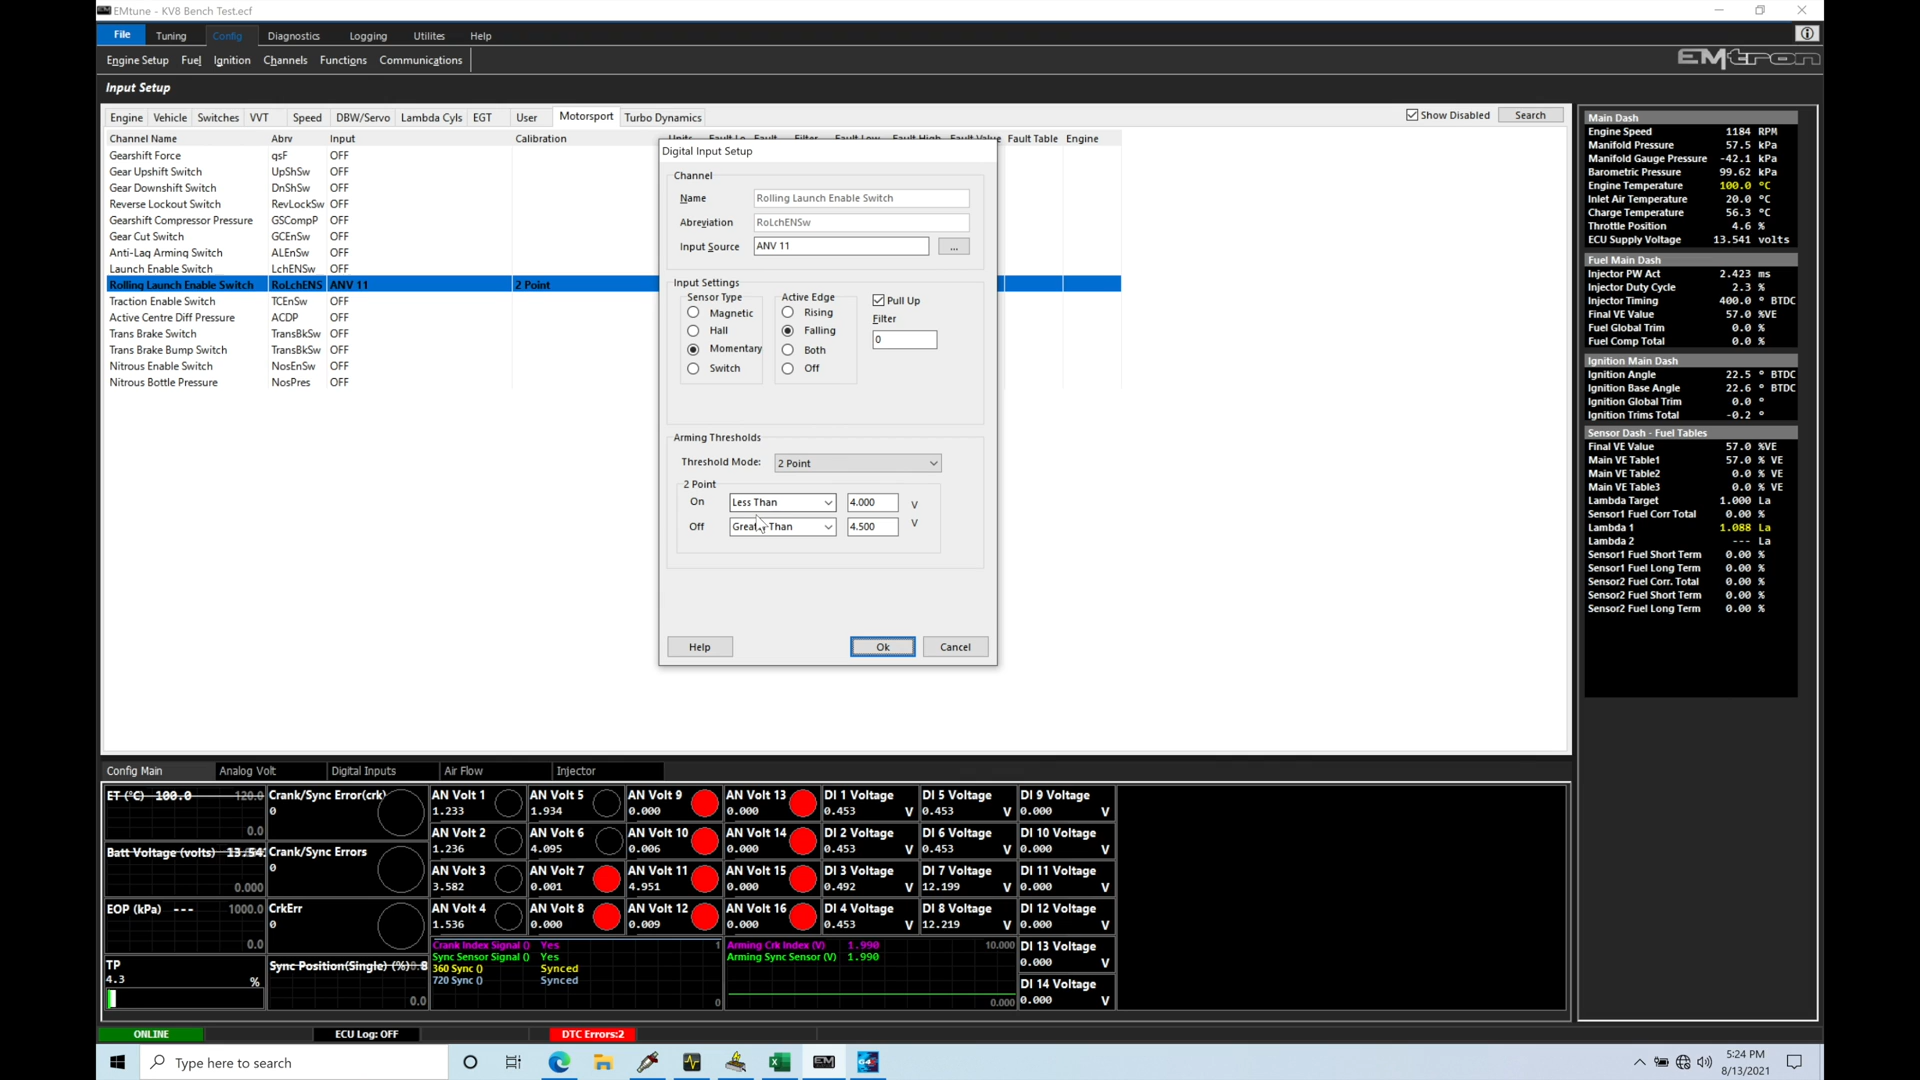 EMtune - KV8 Bench Test.ecf
File Tuning Config Diagnostics Logging Utilites Help
Engine Setup Fuel Ignition Channels Functions Communications
EMtron
Input Setup
Engine Vehicle Switches VVT Speed DBW/Servo Lambda Cyls EGT User Motorsport Turbo Dynamics
Show Disabled Search
Channel Name Abrv Input Calibration Units Fault Lo Fault Filter Fault Low Fault High Fault Value Fault Table Engine
Gearshift Force qsF OFF
Gear Upshift Switch UpShSw OFF
Gear Downshift Switch DnShSw OFF
Reverse Lockout Switch RevLockSw OFF
Gearshift Compressor Pressure GSCompP OFF
Gear Cut Switch GCEnSw OFF
Anti-Lag Arming Switch ALEnSw OFF
Launch Enable Switch LchENSw OFF
Rolling Launch Enable Switch RoLchENS ANV 11 2 Point
Traction Enable Switch TCEnSw OFF
Active Centre Diff Pressure ACDP OFF
Trans Brake Switch TransBkSw OFF
Trans Brake Bump Switch TransBkSw OFF
Nitrous Enable Switch NosEnSw OFF
Nitrous Bottle Pressure NosPres OFF
Digital Input Setup
Channel
Name Rolling Launch Enable Switch
Abreviation RoLchENSw
Input Source ANV 11 ...
Input Settings
Sensor Type Active Edge Pull Up
Magnetic Rising
Filter
Hall Falling
0
Momentary Both
Switch Off
Arming Thresholds
Threshold Mode: 2 Point
2 Point
On Less Than 4.000 V
Off Greater Than 4.500 V
Help Ok Cancel
Main Dash
Engine Speed 1184 RPM
Manifold Pressure 57.5 kPa
Manifold Gauge Pressure -42.1 kPa
Barometric Pressure 99.62 kPa
Engine Temperature 100.0 °C
Inlet Air Temperature 20.0 °C
Charge Temperature 56.3 °C
Throttle Position 4.6 %
ECU Supply Voltage 13.541 volts
Fuel Main Dash
Injector PW Act 2.423 ms
Injector Duty Cycle 2.3 %
Injector Timing 400.0 ° BTDC
Final VE Value 57.0 %VE
Fuel Global Trim 0.0 %
Fuel Comp Total 0.0 %
Ignition Main Dash
Ignition Angle 22.5 ° BTDC
Ignition Base Angle 22.6 ° BTDC
Ignition Global Trim 0.0 °
Ignition Trims Total -0.2 °
Sensor Dash - Fuel Tables
Final VE Value 57.0 %VE
Main VE Table1 57.0 % VE
Main VE Table2 0.0 % VE
Main VE Table3 0.0 % VE
Lambda Target 1.000 La
Sensor1 Fuel Corr Total 0.00 %
Lambda 1 1.088 La
Lambda 2 --- La
Sensor1 Fuel Short Term 0.00 %
Sensor1 Fuel Long Term 0.00 %
Sensor2 Fuel Corr. Total 0.00 %
Sensor2 Fuel Short Term 0.00 %
Sensor2 Fuel Long Term 0.00 %
Config Main Analog Volt Digital Inputs Air Flow Injector
ET (°C) 100.0 120.0 Crank/Sync Error(crk) AN Volt 1 AN Volt 5 AN Volt 9 AN Volt 13 DI 1 Voltage DI 5 Voltage DI 9 Voltage
0 1.233 1.934 0.000 0.000 0.453 V 0.453 V 0.000 V
0.0 AN Volt 2 AN Volt 6 AN Volt 10 AN Volt 14 DI 2 Voltage DI 6 Voltage DI 10 Voltage
Batt Voltage (volts) 13.541 Crank/Sync Errors 1.236 4.095 0.006 0.000 0.453 V 0.453 V 0.000 V
0 AN Volt 3 AN Volt 7 AN Volt 11 AN Volt 15 DI 3 Voltage DI 7 Voltage DI 11 Voltage
0.000 3.582 0.001 4.951 0.000 0.492 V 12.199 V 0.000 V
EOP (kPa) --- 1000.0 CrkErr AN Volt 4 AN Volt 8 AN Volt 12 AN Volt 16 DI 4 Voltage DI 8 Voltage DI 12 Voltage
0 1.536 0.000 0.009 0.000 0.453 V 12.219 V 0.000 V
0.0 Crank Index Signal () Yes 1 Arming Crk Index (V) 1.990 10.000 DI 13 Voltage
Sync Sensor Signal () Yes Arming Sync Sensor (V) 1.990 0.000 V
TP Sync Position(Single) (%) 360 Sync () Synced
4.3 % 720 Sync () Synced DI 14 Voltage
0.0 0 0.000 0.000 V
ONLINE ECU Log: OFF DTC Errors:2
Type here to search EM G4 5:24 PM
8/13/2021